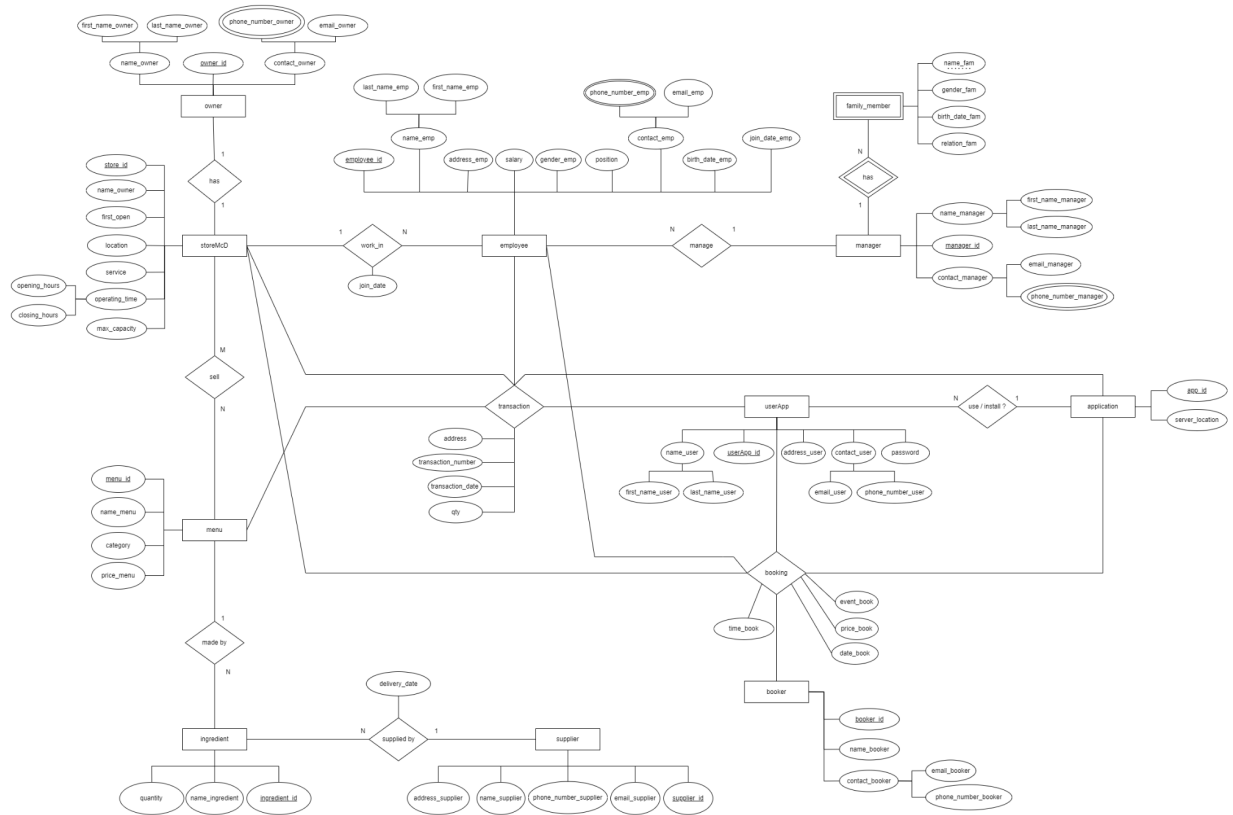 first_name_owner
last_name_owner
phone_number_owner
email_owner
name_owner
owner_id
contact_owner
owner
1
has
1
store_id
name_owner
first_open
location
service
operating_time
max_capacity
opening_hours
closing_hours
storeMcD
1
work_in
N
join_date
last_name_emp
first_name_emp
phone_number_emp
email_emp
name_emp
contact_emp
employee_id
address_emp
salary
gender_emp
position
birth_date_emp
join_date_emp
employee
N
manage
1
manager
family_member
name_fam
gender_fam
birth_date_fam
relation_fam
N
has
1
name_manager
manager_id
contact_manager
first_name_manager
last_name_manager
email_manager
phone_number_manager
M
sell
N
transaction
address
transaction_number
transaction_date
qty
userApp
N
use / install ?
1
application
app_id
server_location
name_user
userApp_id
address_user
contact_user
password
first_name_user
last_name_user
email_user
phone_number_user
menu_id
name_menu
category
price_menu
menu
booking
time_book
event_book
price_book
date_book
1
made by
N
booker
booker_id
name_booker
contact_booker
email_booker
phone_number_booker
delivery_date
ingredient
N
supplied by
1
supplier
quantity
name_ingredient
ingredient_id
address_supplier
name_supplier
phone_number_supplier
email_supplier
supplier_id